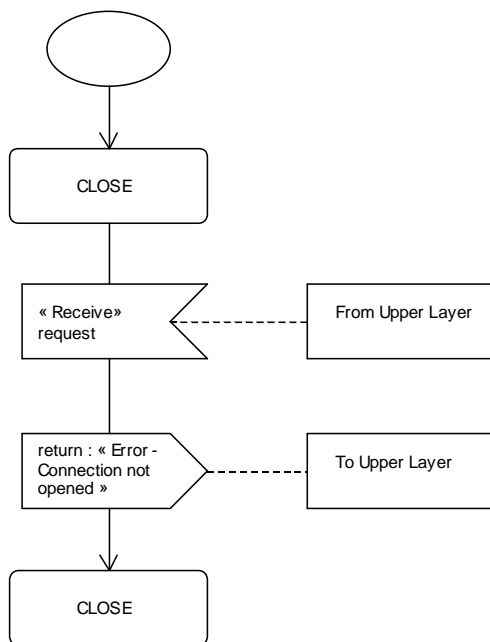 CLOSE
« Receive»
request
From Upper Layer
return : « Error -
Connection not
opened »
To Upper Layer
CLOSE